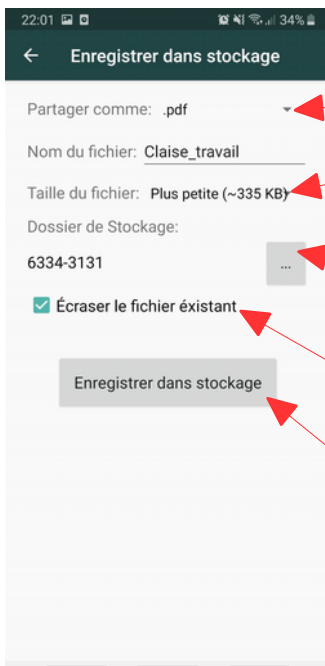 22:01 34%
Enregistrer dans stockage
Partager comme: .pdf
Nom du fichier: Claise_travail
Taille du fichier: Plus petite (~335 KB)
Dossier de Stockage:
6334-3131 ...
Écraser le fichier éxistant
Enregistrer dans stockage